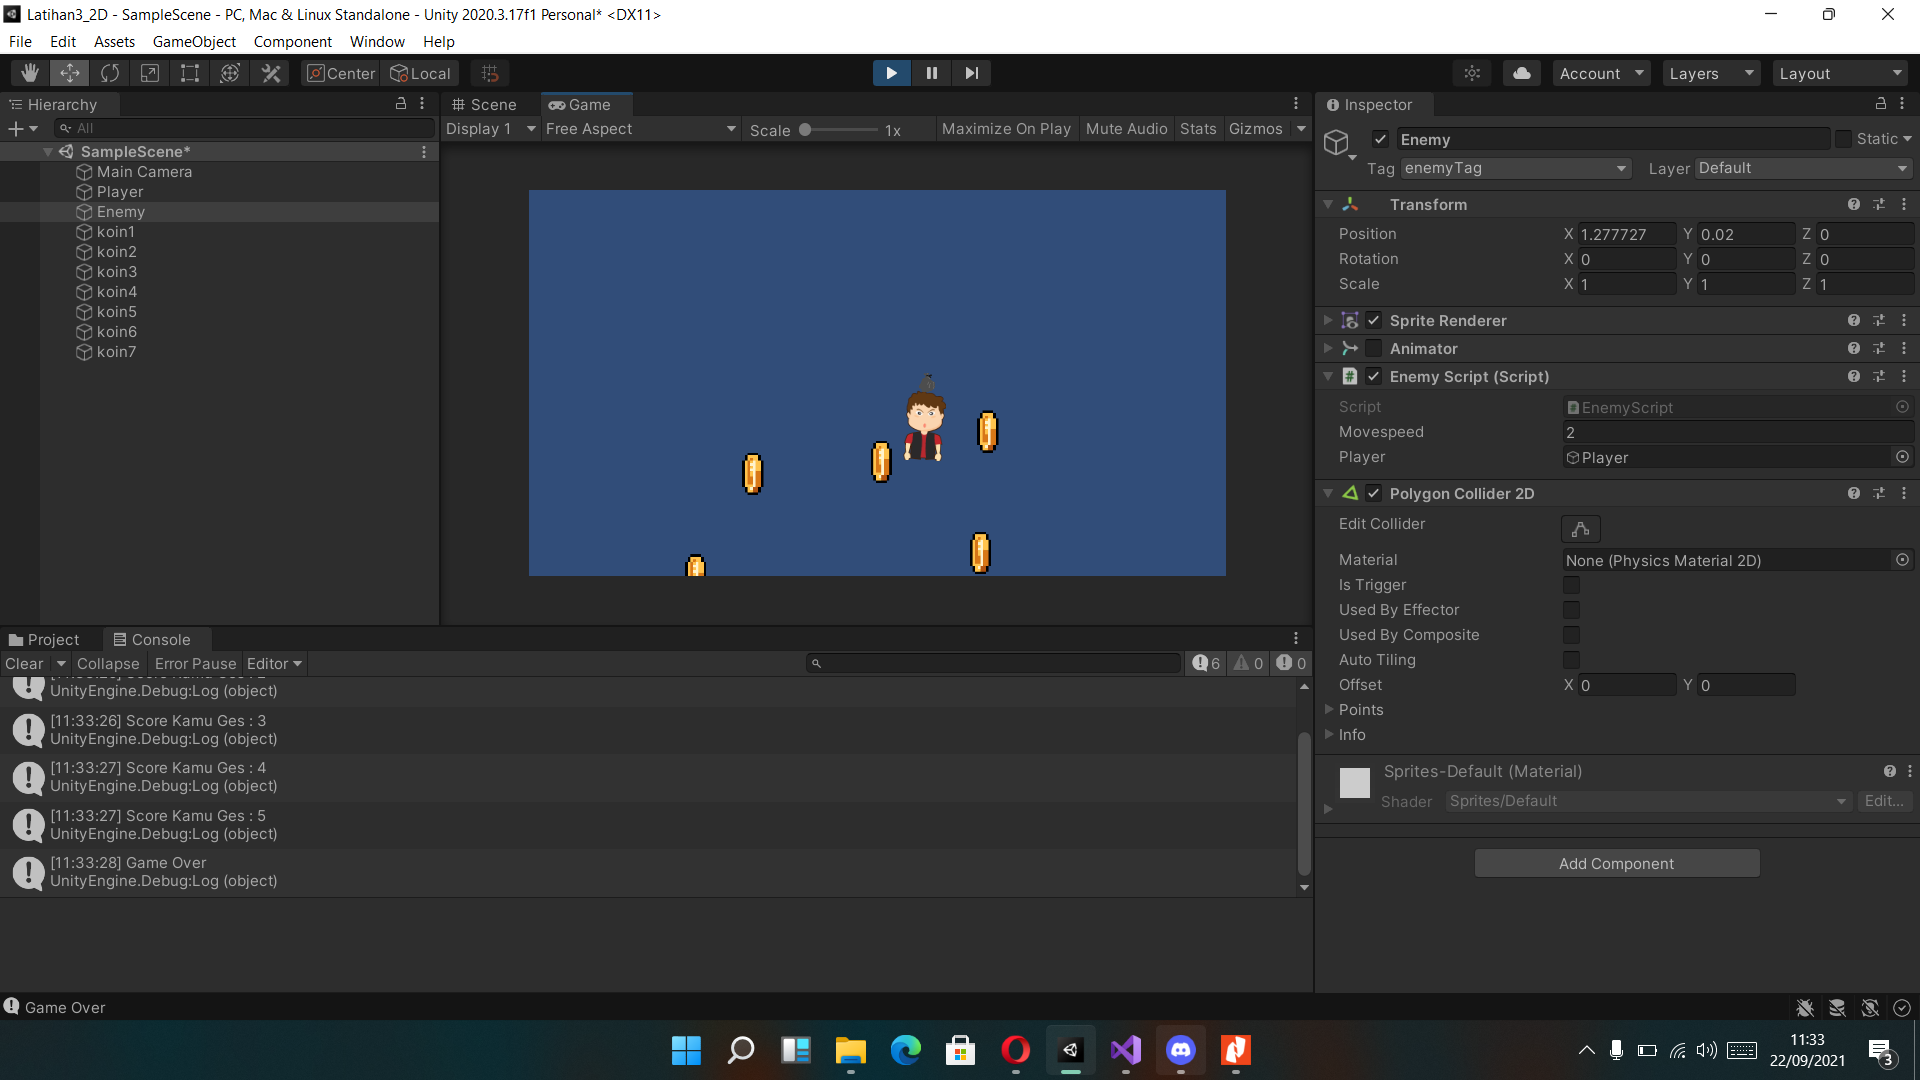 Latihan3_2D - SampleScene - PC, Mac & Linux Standalone - Unity 2020.3.17f1 Personal* <DX11>
File Edit Assets GameObject Component Window Help
Center Local Account Layers Layout
Hierarchy
All
SampleScene*
Main Camera
Player
Enemy
koin1
koin2
koin3
koin4
koin5
koin6
koin7
Scene Game
Display 1 Free Aspect Scale 1x Maximize On Play Mute Audio Stats Gizmos
Inspector
Enemy Static
Tag enemyTag Layer Default
Transform
Position X 1.277727 Y 0.02 Z 0
Rotation X 0 Y 0 Z 0
Scale X 1 Y 1 Z 1
Sprite Renderer
Animator
Enemy Script (Script)
Script EnemyScript
Movespeed 2
Player Player
Polygon Collider 2D
Edit Collider
Material None (Physics Material 2D)
Is Trigger
Used By Effector
Used By Composite
Auto Tiling
Offset X 0 Y 0
Points
Info
Sprites-Default (Material)
Shader Sprites/Default Edit...
Add Component
Project Console
Clear Collapse Error Pause Editor 6 0 0
UnityEngine.Debug:Log (object)
[11:33:26] Score Kamu Ges : 3
UnityEngine.Debug:Log (object)
[11:33:27] Score Kamu Ges : 4
UnityEngine.Debug:Log (object)
[11:33:27] Score Kamu Ges : 5
UnityEngine.Debug:Log (object)
[11:33:28] Game Over
UnityEngine.Debug:Log (object)
Game Over
11:33
22/09/2021
3